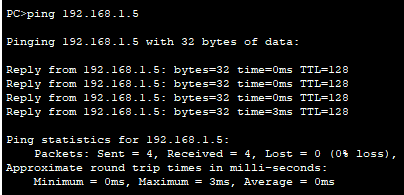 PC>ping 192.168.1.5
Pinging 192.168.1.5 with 32 bytes of data:
Reply from 192.168.1.5: bytes=32 time=0ms TTL=128
Reply from 192.168.1.5: bytes=32 time=0ms TTL=128
Reply from 192.168.1.5: bytes=32 time=0ms TTL=128
Reply from 192.168.1.5: bytes=32 time=3ms TTL=128
Ping statistics for 192.168.1.5:
Packets: Sent = 4, Received = 4, Lost = 0 (0% loss),
Approximate round trip times in milli-seconds:
Minimum = 0ms, Maximum = 3ms, Average = 0ms